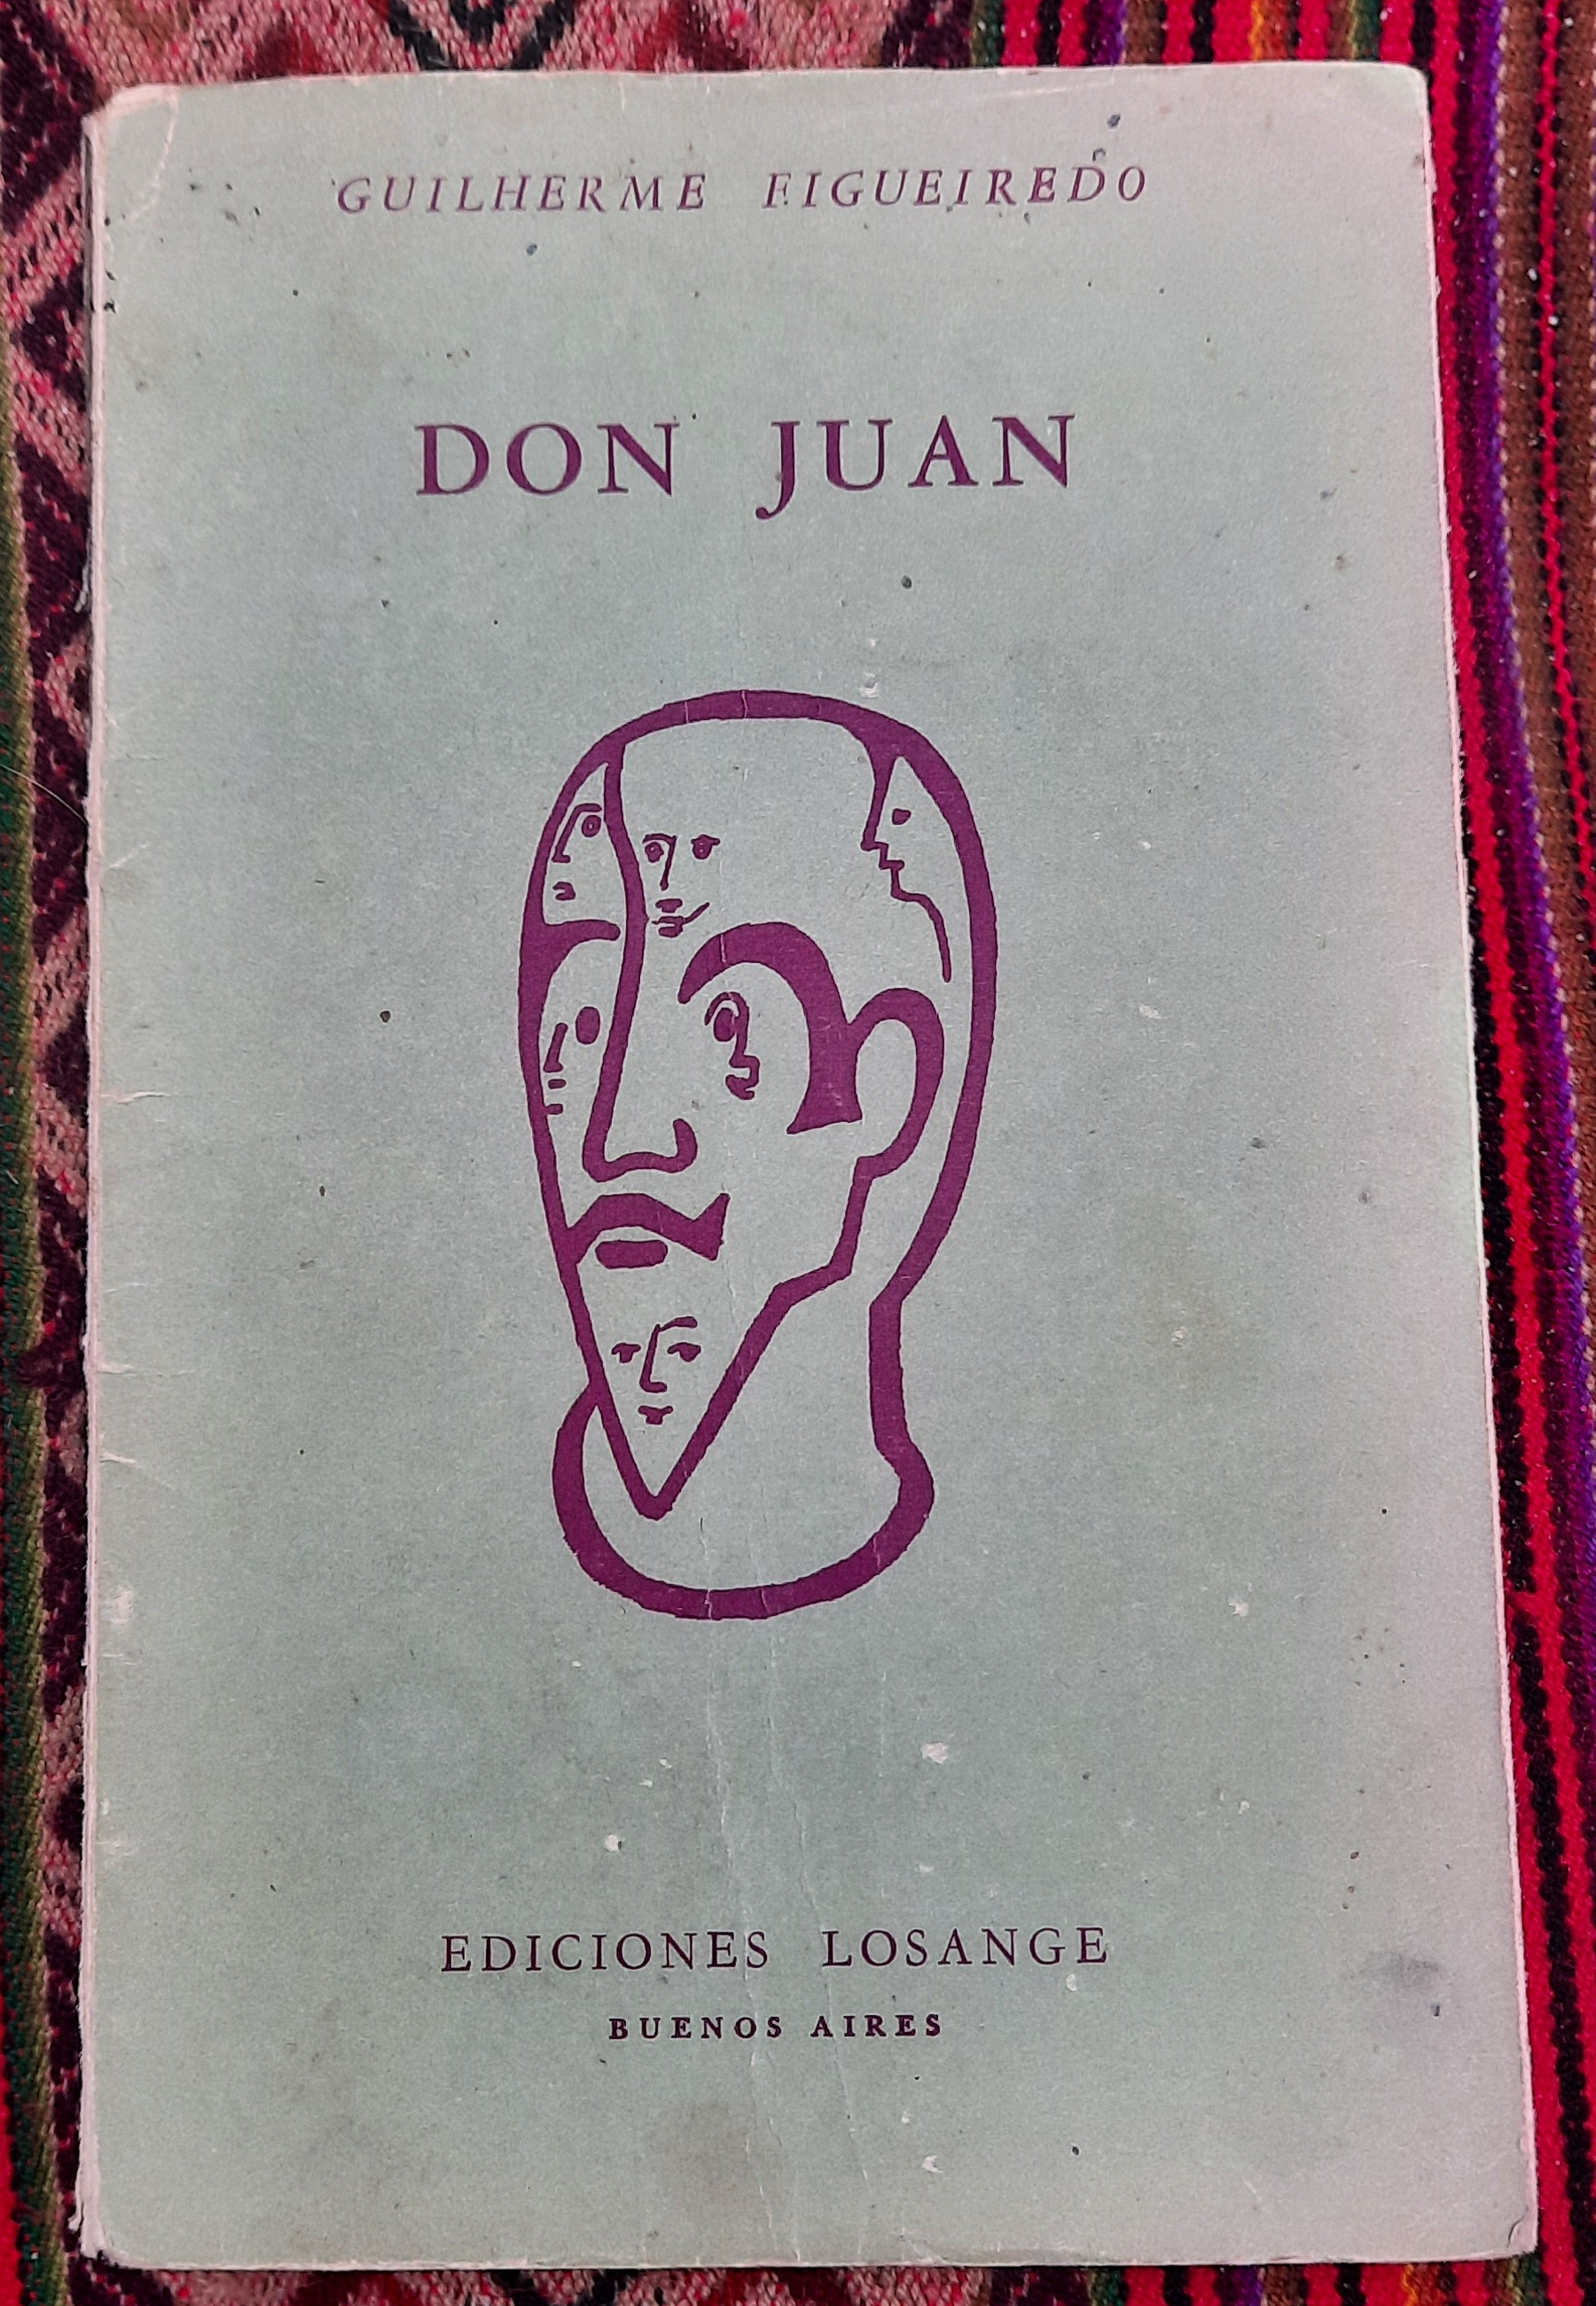 GUILHERME FIGUEIREDO
DON JUAN
EDICIONES LOSANGE
BUENOS AIRES